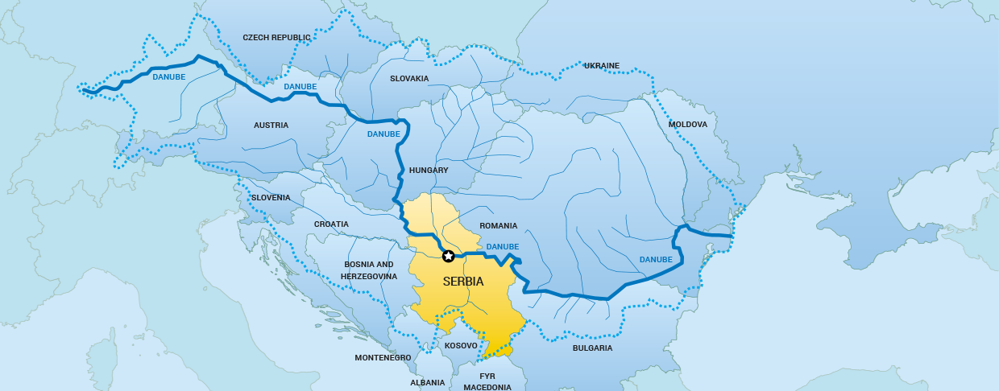 CZECH REPUBLIC
UKRAINE
DANUBE
SLOVAKIA
DANUBE
AUSTRIA
MOLDOVA
DANUBE
HUNGARY
SLOVENIA
CROATIA
ROMANIA
DANUBE
DANUBE
BOSNIA AND
HERZEGOVINA
SERBIA
KOSOVO
BULGARIA
MONTENEGRO
ALBANIA
FYR
MACEDONIA